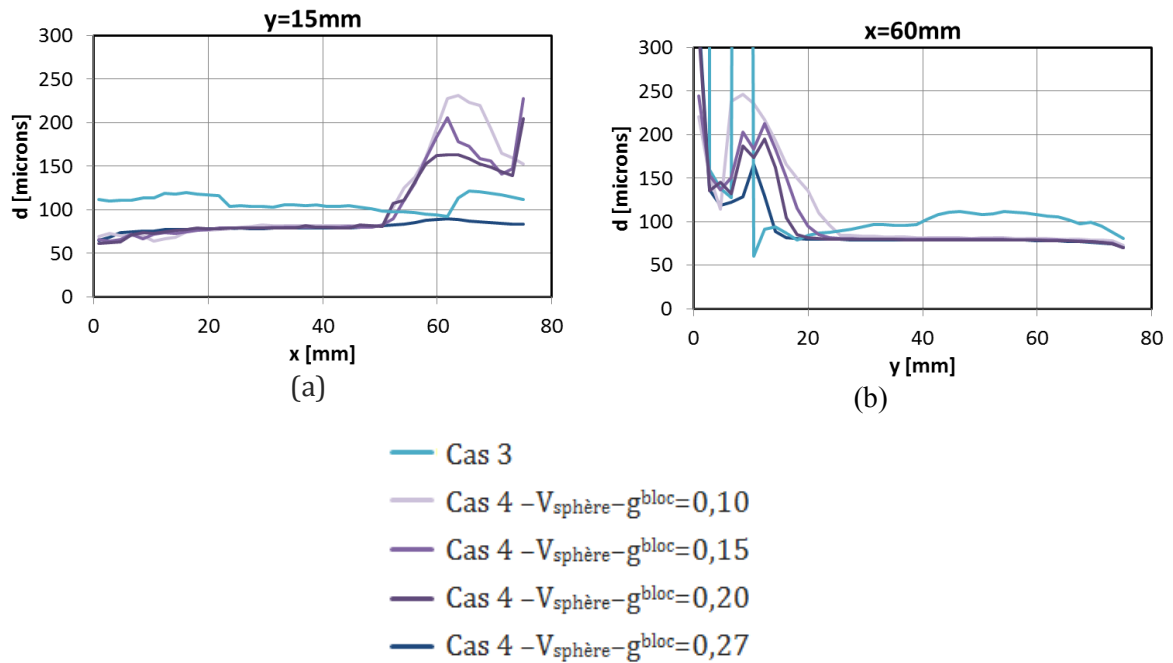 y=15mm
300
250
200
150
100
50
0
d [microns]
0 20 40 60 80
x [mm]
(a)
x=60mm
300
250
200
150
100
50
0
d [microns]
0 20 40 60 80
y [mm]
(b)
Cas 3
Cas 4 –Vsphère–gbloc=0,10
Cas 4 –Vsphère–gbloc=0,15
Cas 4 –Vsphère–gbloc=0,20
Cas 4 –Vsphère–gbloc=0,27